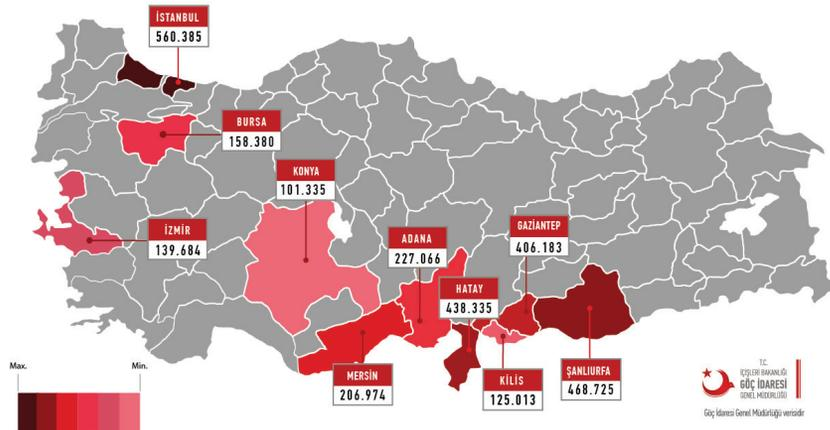 İSTANBUL
560.385
BURSA
158.380
KONYA
101.335
İZMİR
139.684
ADANA
227.066
GAZİANTEP
406.183
HATAY
438.335
MERSİN
206.974
KİLİS
125.013
ŞANLIURFA
468.725
Max.
Min.
T.C.
İÇİŞLERİ BAKANLIĞI
GÖÇ İDARESİ
GENEL MÜDÜRLÜĞÜ
Göç İdaresi Genel Müdürlüğü verisidir